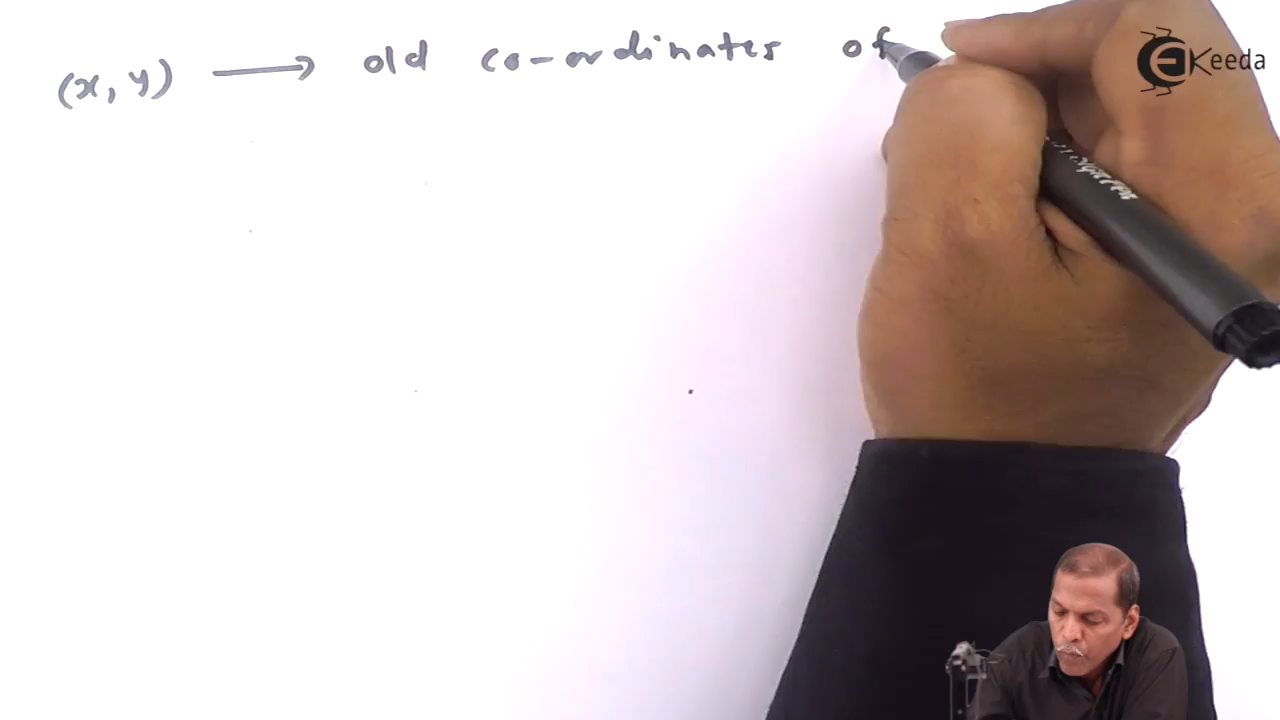 (x, y) ⟶ old co-ordinates of
Keeda